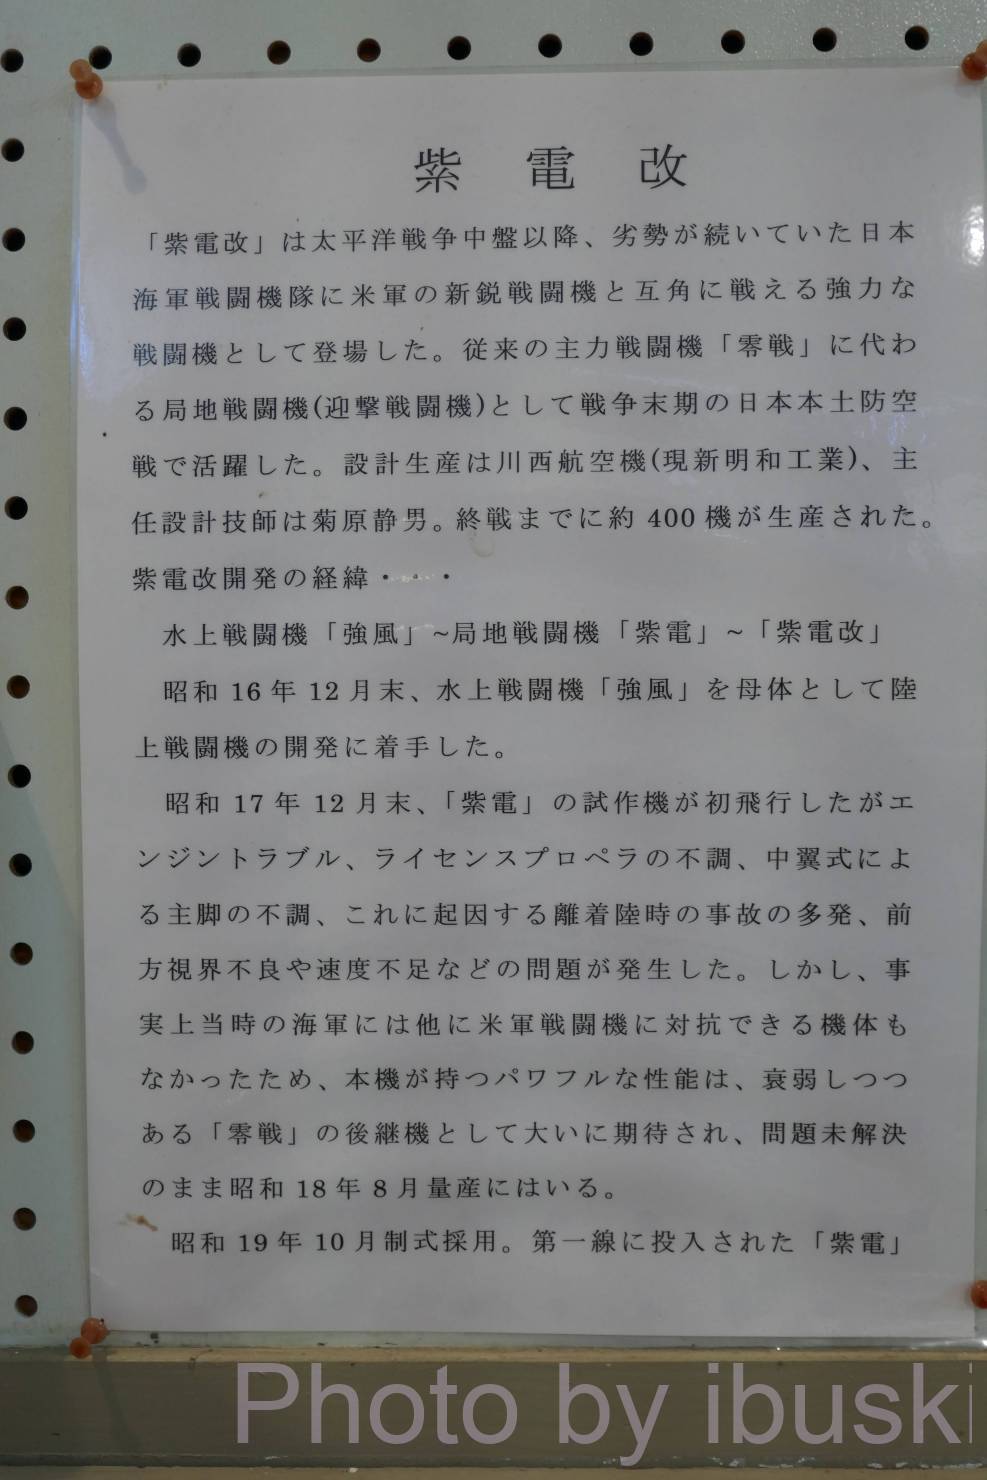 紫電改
「紫電改」は太平洋戦争中盤以降、劣勢が続いていた日本
海軍戦闘機隊に米軍の新鋭戦闘機と互角に戦える強力な
戦闘機として登場した。従来の主力戦闘機「零戦」に代わ
る局地戦闘機(迎撃戦闘機)として戦争末期の日本本土防空
戦で活躍した。設計生産は川西航空機(現新明和工業)、主
任設計技師は菊原静男。終戦までに約 400 機が生産された。
紫電改開発の経緯・・・
水上戦闘機「強風」~局地戦闘機「紫電」~「紫電改」
昭和 16 年 12 月末、水上戦闘機「強風」を母体として陸
上戦闘機の開発に着手した。
昭和 17 年 12 月末、「紫電」の試作機が初飛行したがエ
ンジントラブル、ライセンスプロペラの不調、中翼式によ
る主脚の不調、これに起因する離着陸時の事故の多発、前
方視界不良や速度不足などの問題が発生した。しかし、事
実上当時の海軍には他に米軍戦闘機に対抗できる機体も
なかったため、本機が持つパワフルな性能は、衰弱しつつ
ある「零戦」の後継機として大いに期待され、問題未解決
のまま昭和 18 年 8 月量産にはいる。
昭和 19 年 10 月制式採用。第一線に投入された「紫電」
Photo by ibuski